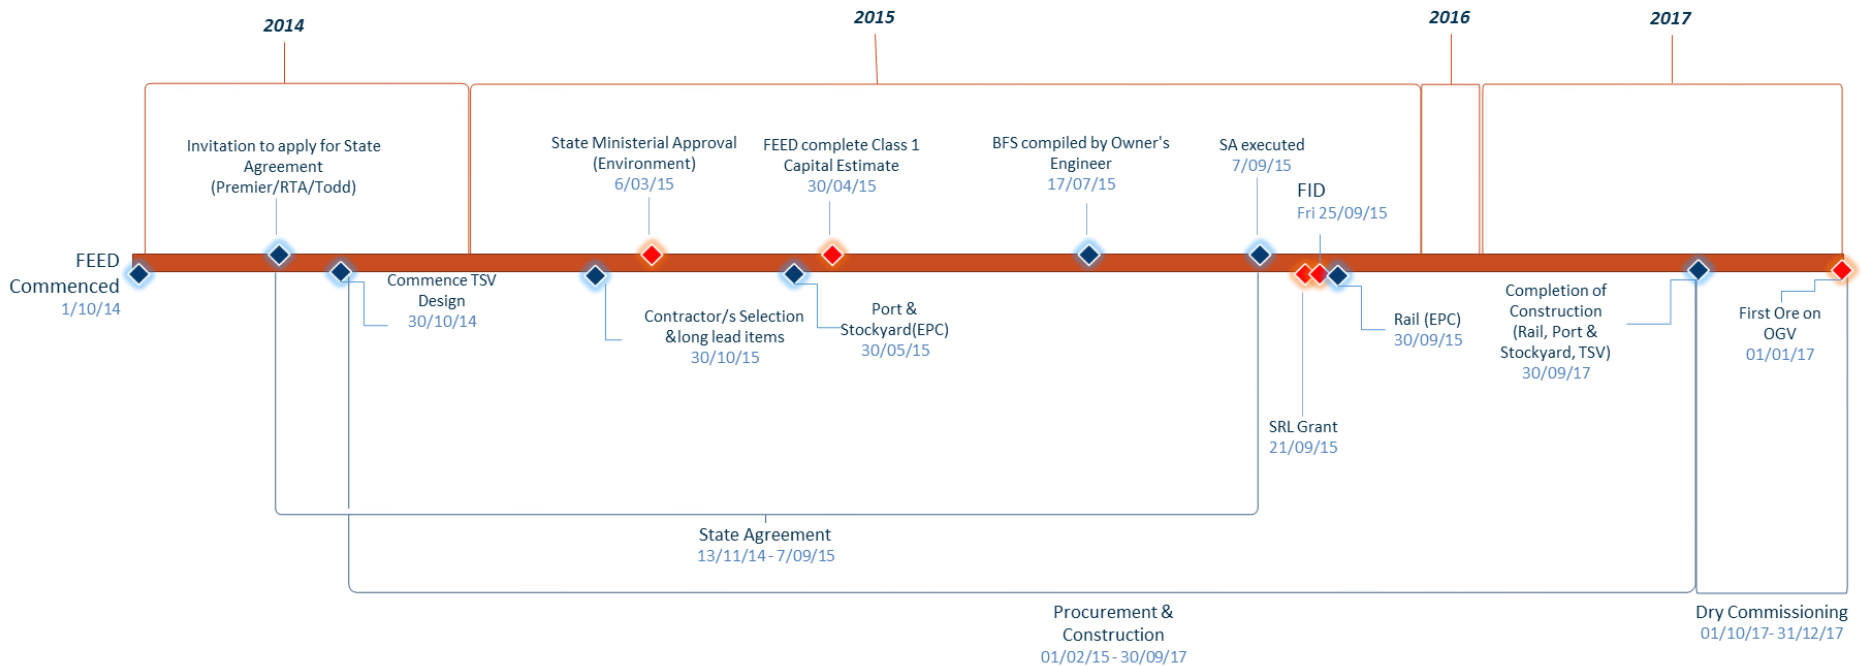 2014
2015
2016
2017
Invitation to apply for State
Agreement
(Premier/RTA/Todd)
State Ministerial Approval
(Environment)
6/03/15
FEED complete Class 1
Capital Estimate
30/04/15
BFS compiled by Owner's
Engineer
17/07/15
SA executed
7/09/15
FID
Fri 25/09/15
FEED
Commenced
1/10/14
Commence TSV
Design
30/10/14
Contractor/s Selection
&long lead items
30/10/15
Port &
Stockyard(EPC)
30/05/15
Rail (EPC)
30/09/15
Completion of
Construction
(Rail, Port &
Stockyard, TSV)
30/09/17
First Ore on
OGV
01/01/17
SRL Grant
21/09/15
State Agreement
13/11/14 - 7/09/15
Procurement &
Construction
01/02/15 - 30/09/17
Dry Commissioning
01/10/17- 31/12/17